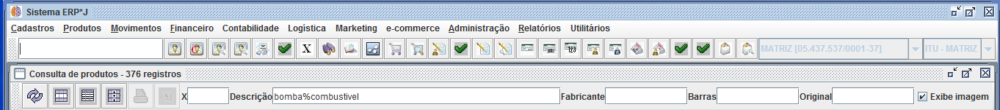 Sistema ERP*J
Cadastros Produtos Movimentos Financeiro Contabilidade Logística Marketing e-commerce Administração Relatórios Utilitários
X 123 MATRIZ [05.437.537/0001-37] ITU - MATRIZ
Consulta de produtos - 376 registros
X Descrição bomba%combustivel Fabricante Barras Original Exibe imagem